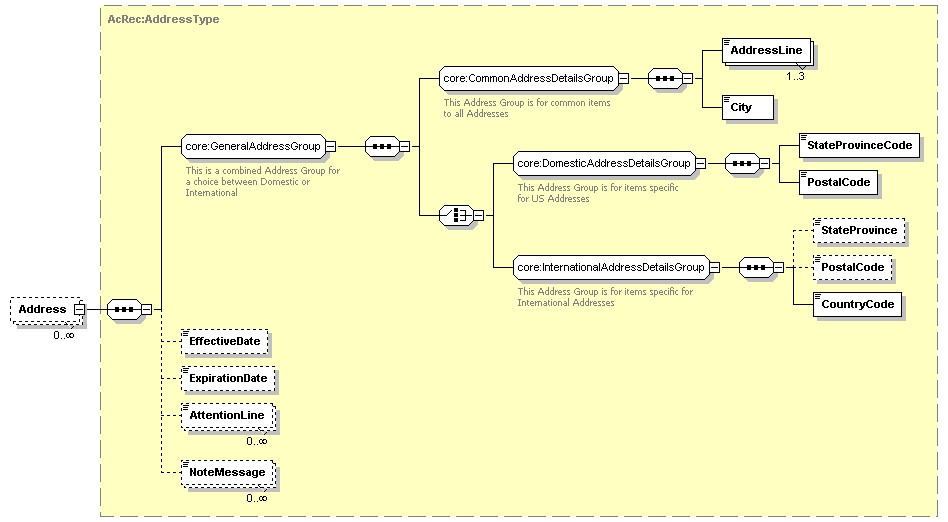 AcRec:AddressType
AddressLine
1..3
core:CommonAddressDetailsGroup
This Address Group is for common items
to all Addresses
City
core:GeneralAddressGroup
This is a combined Address Group for
a choice between Domestic or
International
StateProvinceCode
core:DomesticAddressDetailsGroup
This Address Group is for items specific
for US Addresses
PostalCode
StateProvince
core:InternationalAddressDetailsGroup
This Address Group is for items specific for
International Addresses
PostalCode
CountryCode
Address
0..∞
EffectiveDate
ExpirationDate
AttentionLine
0..∞
NoteMessage
0..∞